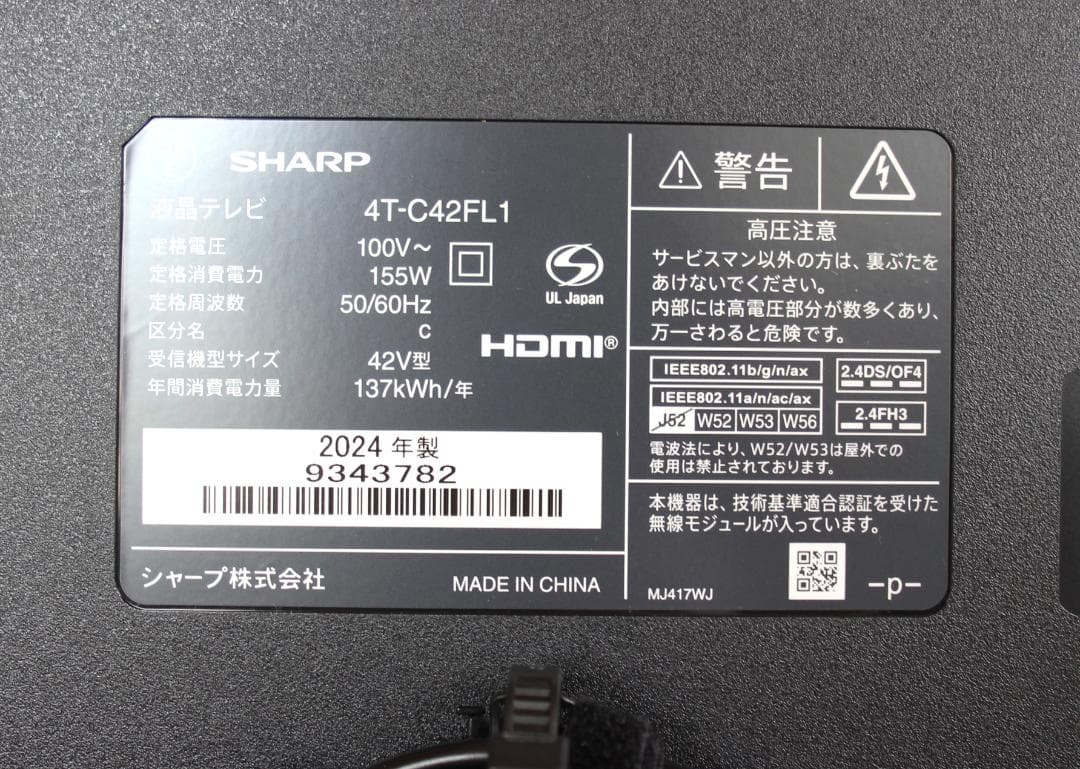 SHARP
液晶テレビ 4T-C42FL1
定格電圧 100V～
定格消費電力 155W
定格周波数 50/60Hz
区分名 C
受信機型サイズ 42V型
年間消費電力量 137kWh/年
UL Japan
HDMI®
2024 年製
9343782
シャープ株式会社 MADE IN CHINA
警告
高圧注意
サービスマン以外の方は、裏ぶたを
あけないでください。
内部には高電圧部分が数多くあり、
万一さわると危険です。
IEEE802.11b/g/n/ax
IEEE802.11a/n/ac/ax
J52 W52 W53 W56
2.4DS/OF4
2.4FH3
電波法により、W52/W53は屋外での
使用は禁止されております。
本機器は、技術基準適合認証を受けた
無線モジュールが入っています。
MJ417WJ
-p-